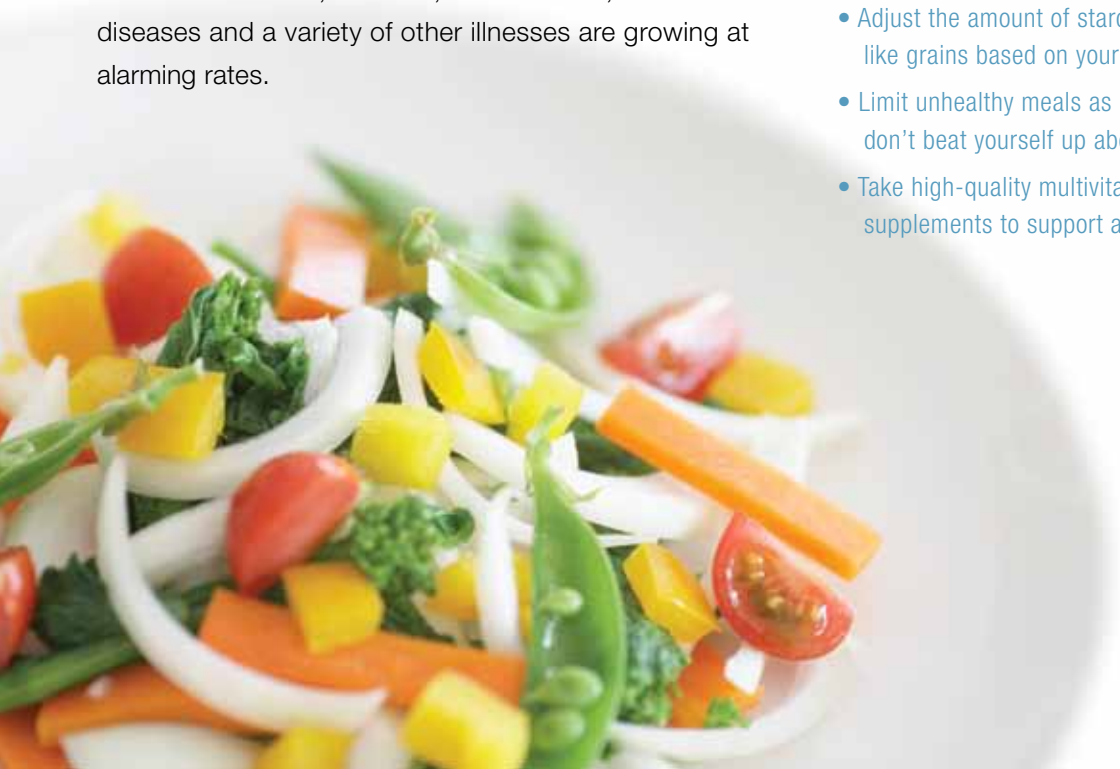 diseases and a variety of other illnesses are growing at
alarming rates.
• Adjust the amount of
like grains based on your
• Limit unhealthy meals as
don’t beat yourself up
• Take high-quality
supplements to support